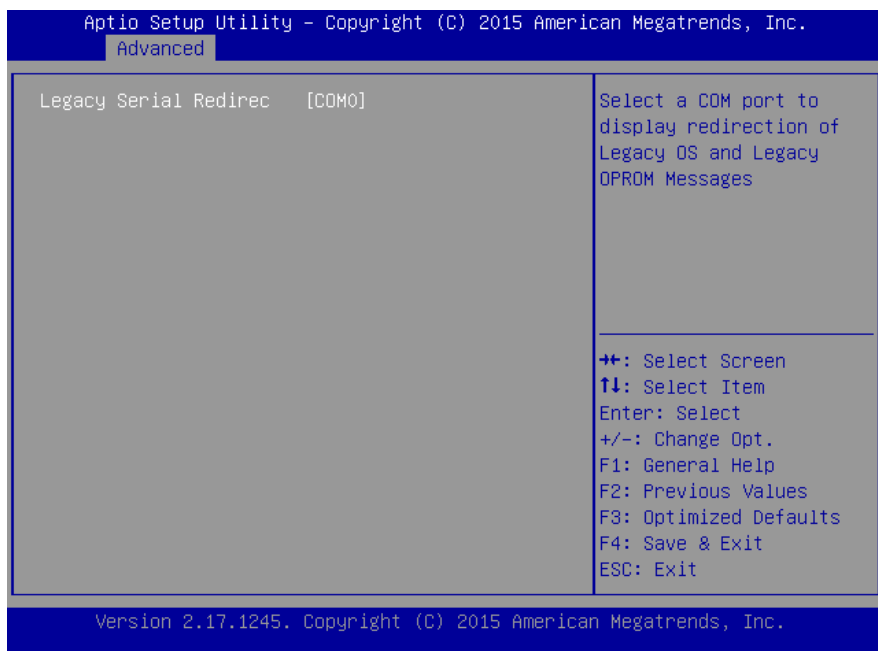 Aptio Setup Utility – Copyright (C) 2015 American Megatrends, Inc.
Advanced
Legacy Serial Redirec [COM0]
Select a COM port to
display redirection of
Legacy OS and Legacy
OPROM Messages
→←: Select Screen
↑↓: Select Item
Enter: Select
+/-: Change Opt.
F1: General Help
F2: Previous Values
F3: Optimized Defaults
F4: Save & Exit
ESC: Exit
Version 2.17.1245. Copyright (C) 2015 American Megatrends, Inc.